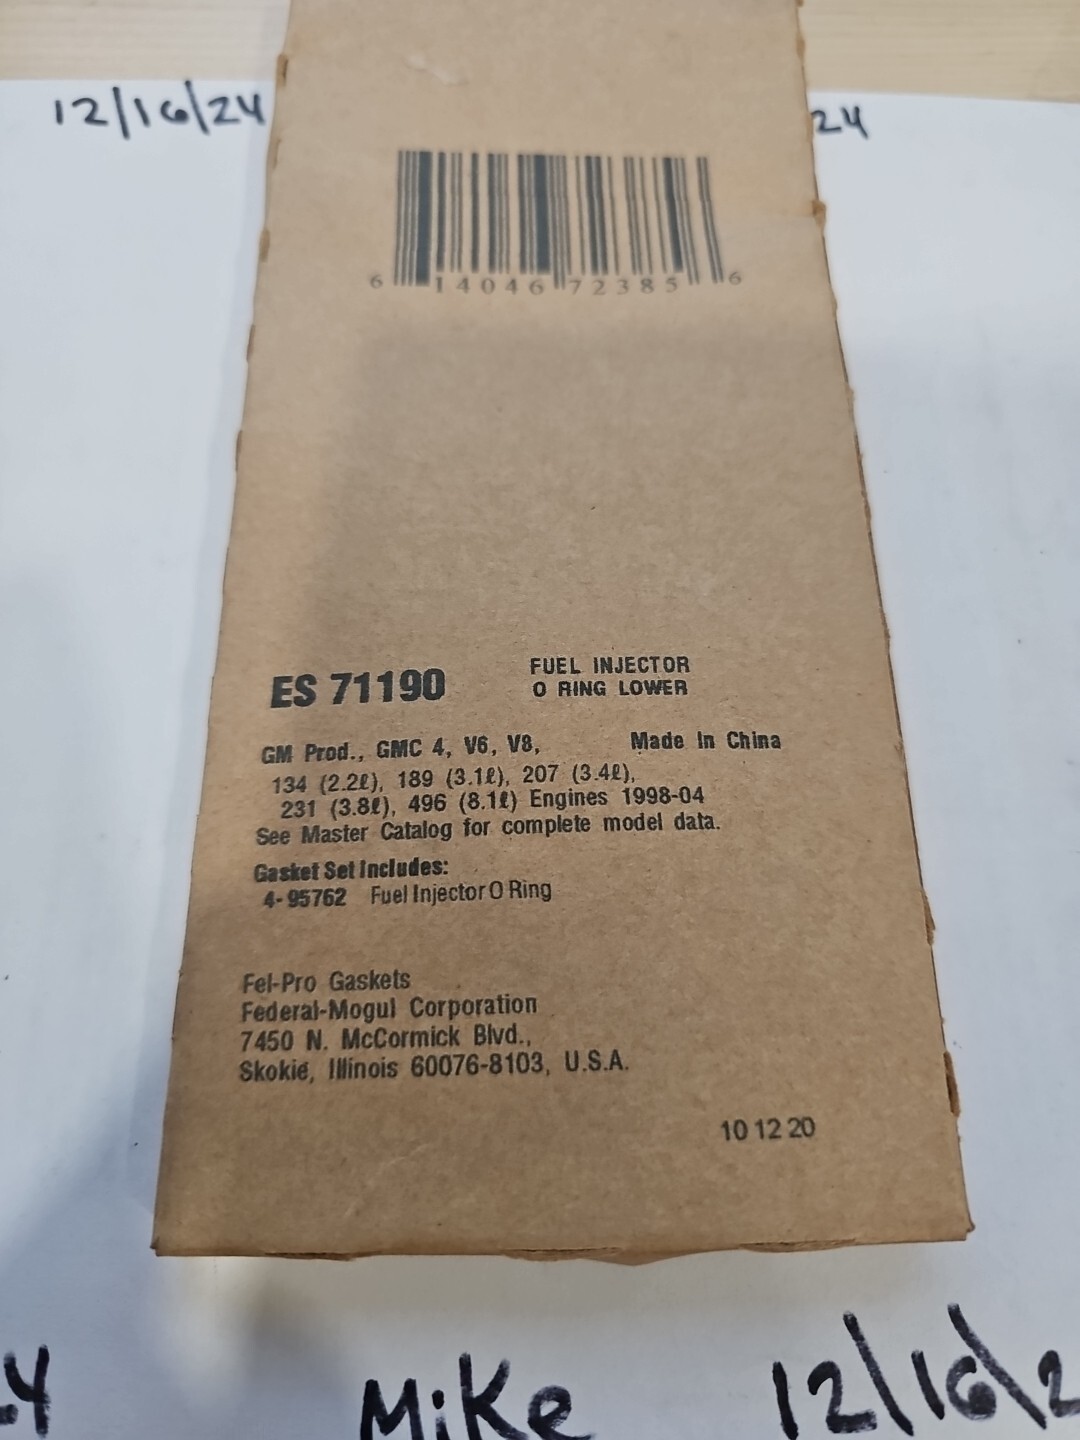 12/16/24
24
6 14046 72385 6
ES 71190
FUEL INJECTOR
O RING LOWER
GM Prod., GMC 4, V6, V8,
Made In China
134 (2.2ℓ), 189 (3.1ℓ), 207 (3.4ℓ),
231 (3.8ℓ), 496 (8.1ℓ) Engines 1998-04
See Master Catalog for complete model data.
Gasket Set Includes:
4-95762 Fuel Injector O Ring
Fel-Pro Gaskets
Federal-Mogul Corporation
7450 N. McCormick Blvd.,
Skokie, Illinois 60076-8103, U.S.A.
10 12 20
4
Mike
12/16/2